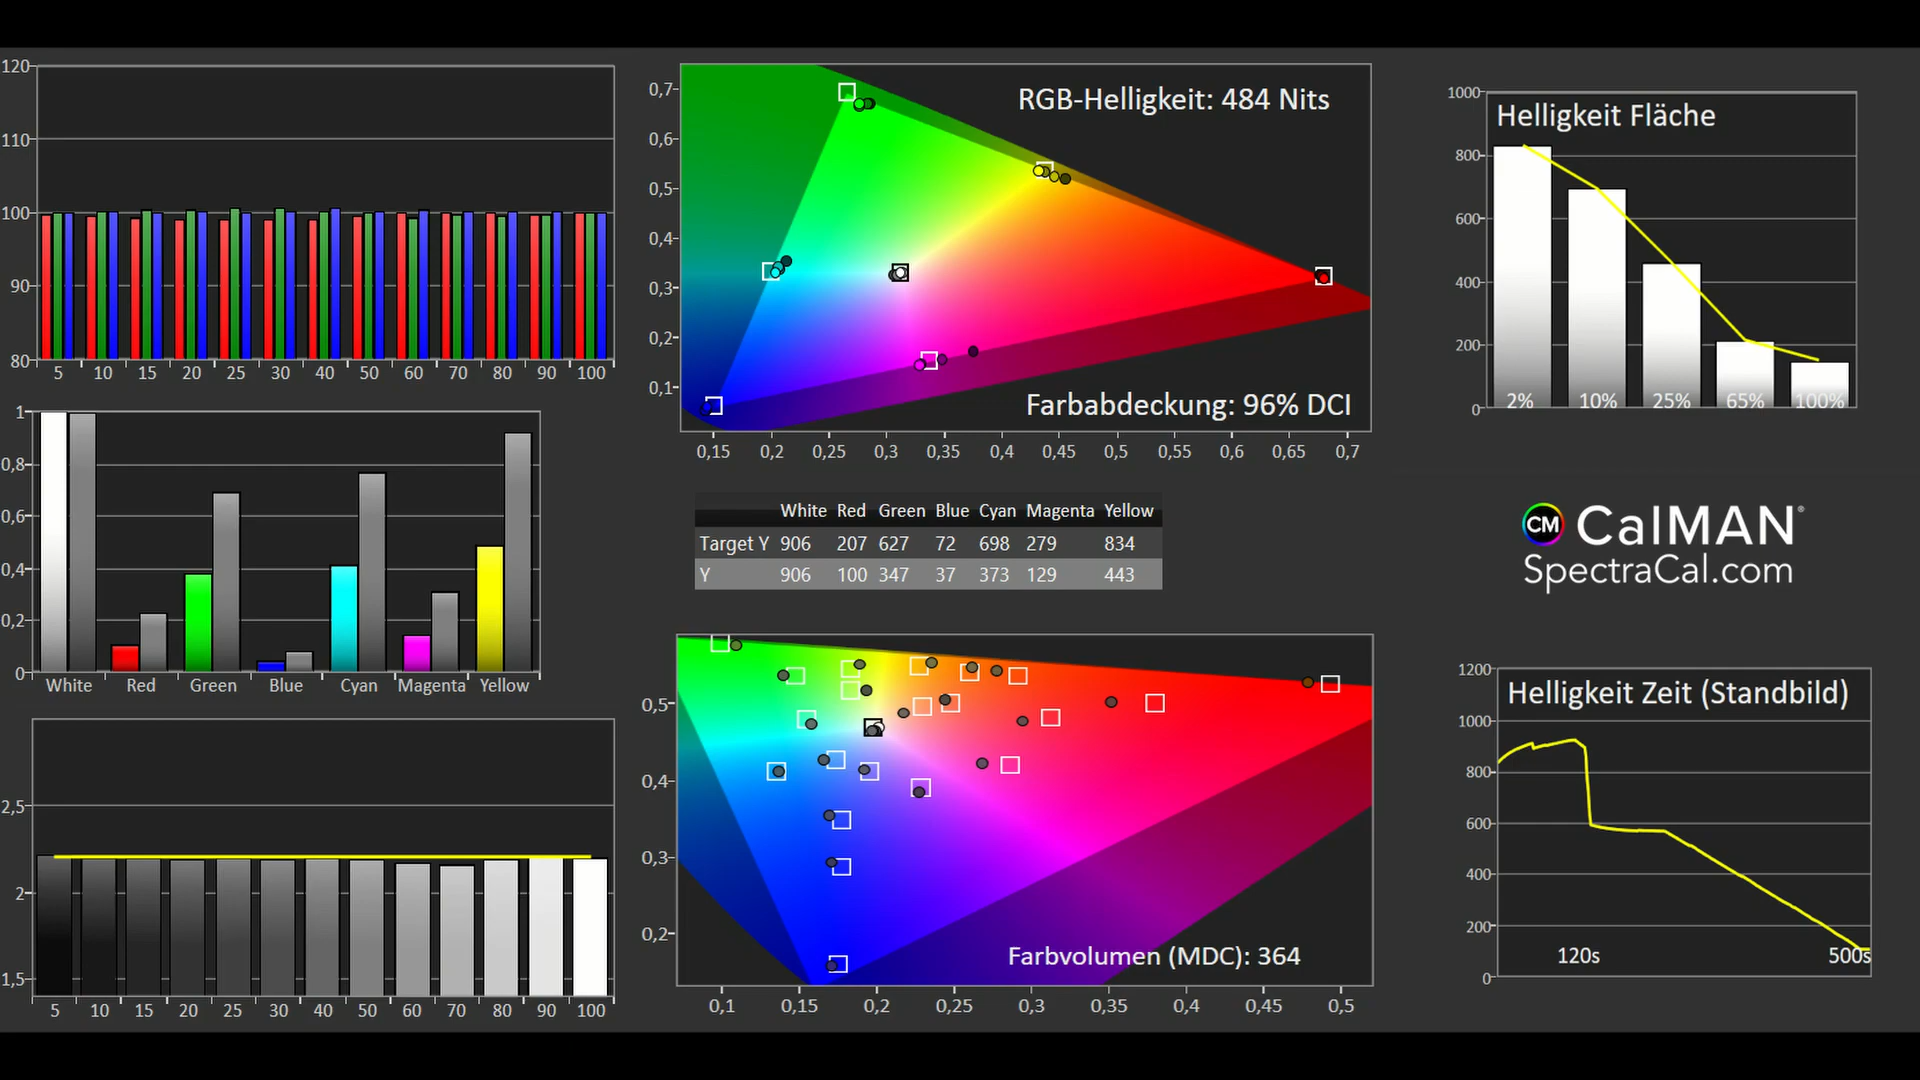 120
110
100
90
80
5 10 15 20 25 30 40 50 60 70 80 90 100
0,7
0,6
0,5
0,4
0,3
0,2
0,1
RGB-Helligkeit: 484 Nits
Farbabdeckung: 96% DCI
0,15 0,2 0,25 0,3 0,35 0,4 0,45 0,5 0,55 0,6 0,65 0,7
1000
800
600
400
200
0
Helligkeit Fläche
2% 10% 25% 65% 100%
1
0,8
0,6
0,4
0,2
0
White Red Green Blue Cyan Magenta Yellow
White Red Green Blue Cyan Magenta Yellow
Target Y 906 207 627 72 698 279 834
Y 906 100 347 37 373 129 443
CM CalMAN®
SpectraCal.com
2,5
2
1,5
5 10 15 20 25 30 40 50 60 70 80 90 100
0,5
0,4
0,3
0,2
Farbvolumen (MDC): 364
0,1 0,15 0,2 0,25 0,3 0,35 0,4 0,45 0,5
1200
1000
800
600
400
200
0
Helligkeit Zeit (Standbild)
120s 500s